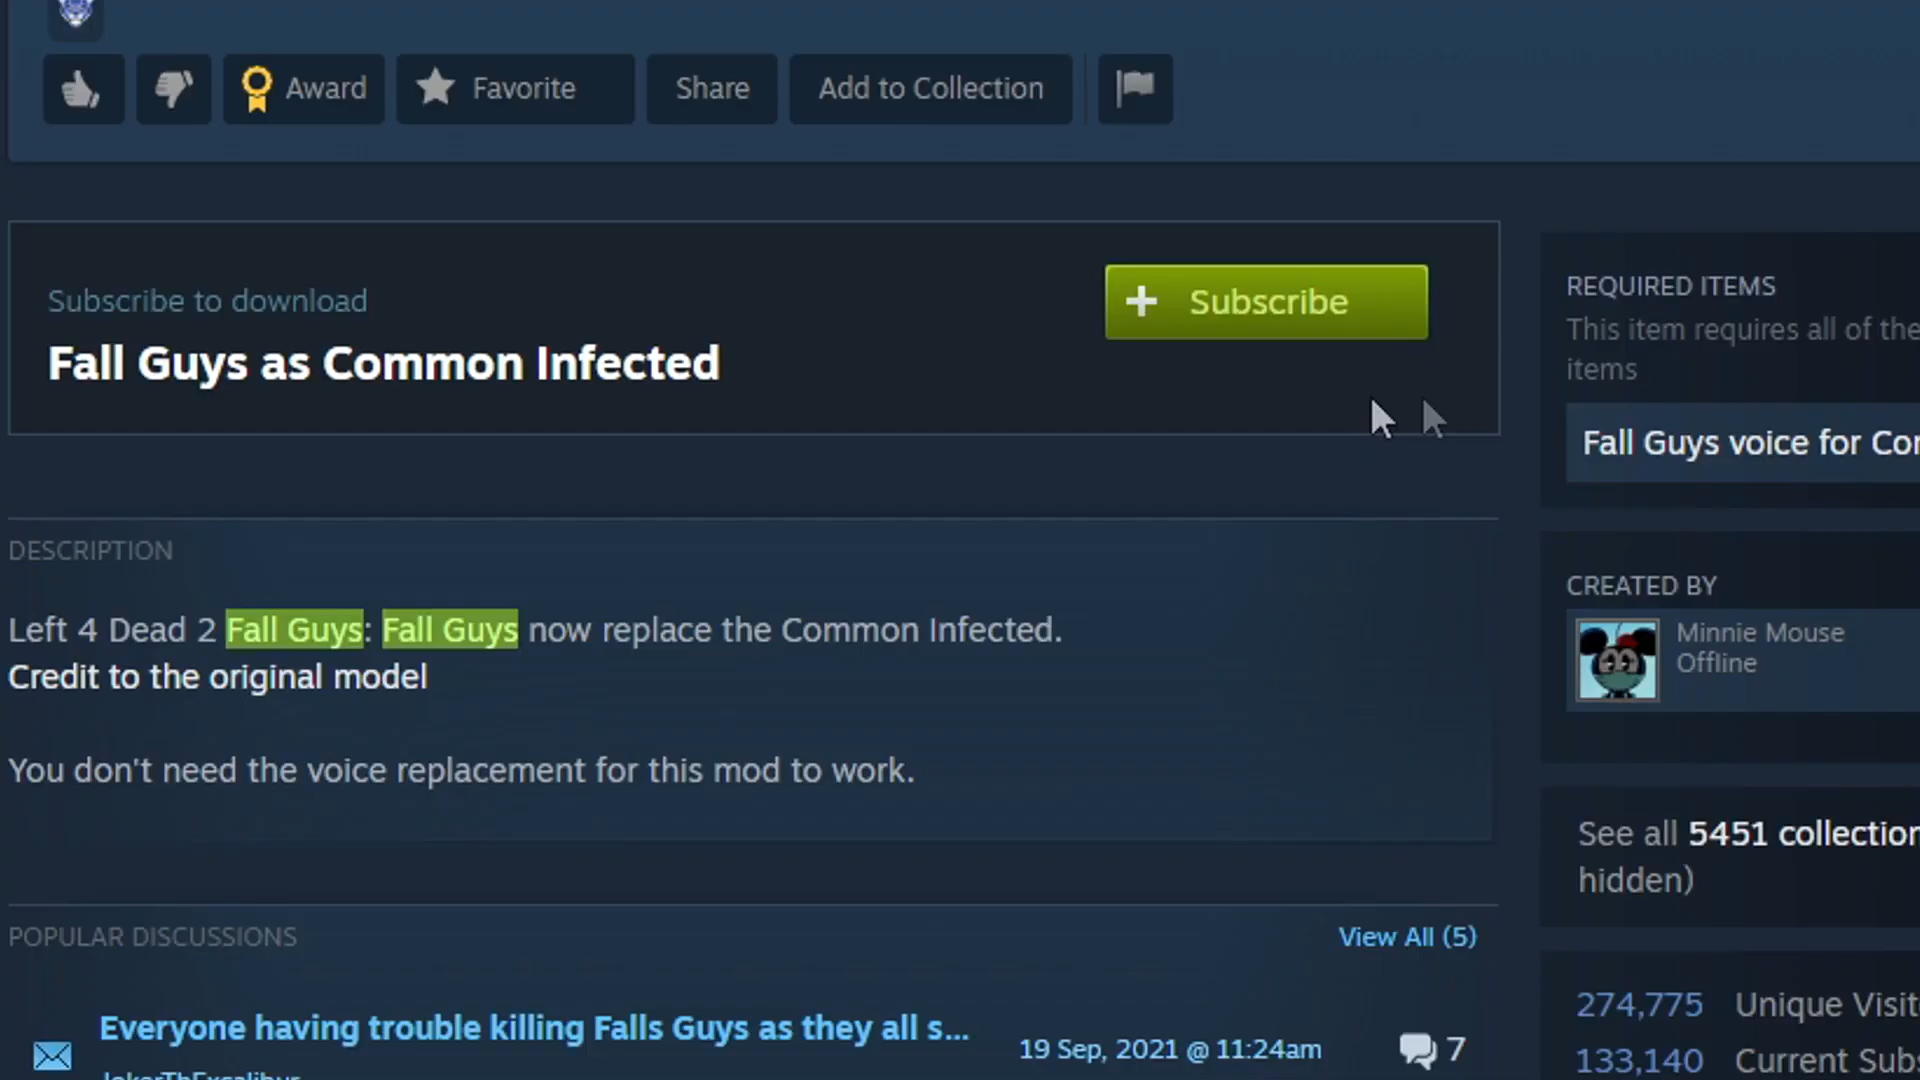 Award
Favorite
Share
Add to Collection
Subscribe to download
Fall Guys as Common Infected
Subscribe
DESCRIPTION
Left 4 Dead 2 Fall Guys: Fall Guys now replace the Common Infected.
Credit to the original model
You don't need the voice replacement for this mod to work.
POPULAR DISCUSSIONS
View All (5)
Everyone having trouble killing Falls Guys as they all s...
19 Sep, 2021 @ 11:24am
7
REQUIRED ITEMS
This item requires all of the
items
Fall Guys voice for
CREATED BY
Minnie Mouse
Offline
See all 5451
hidden)
274,775 Unique
133,140 Current